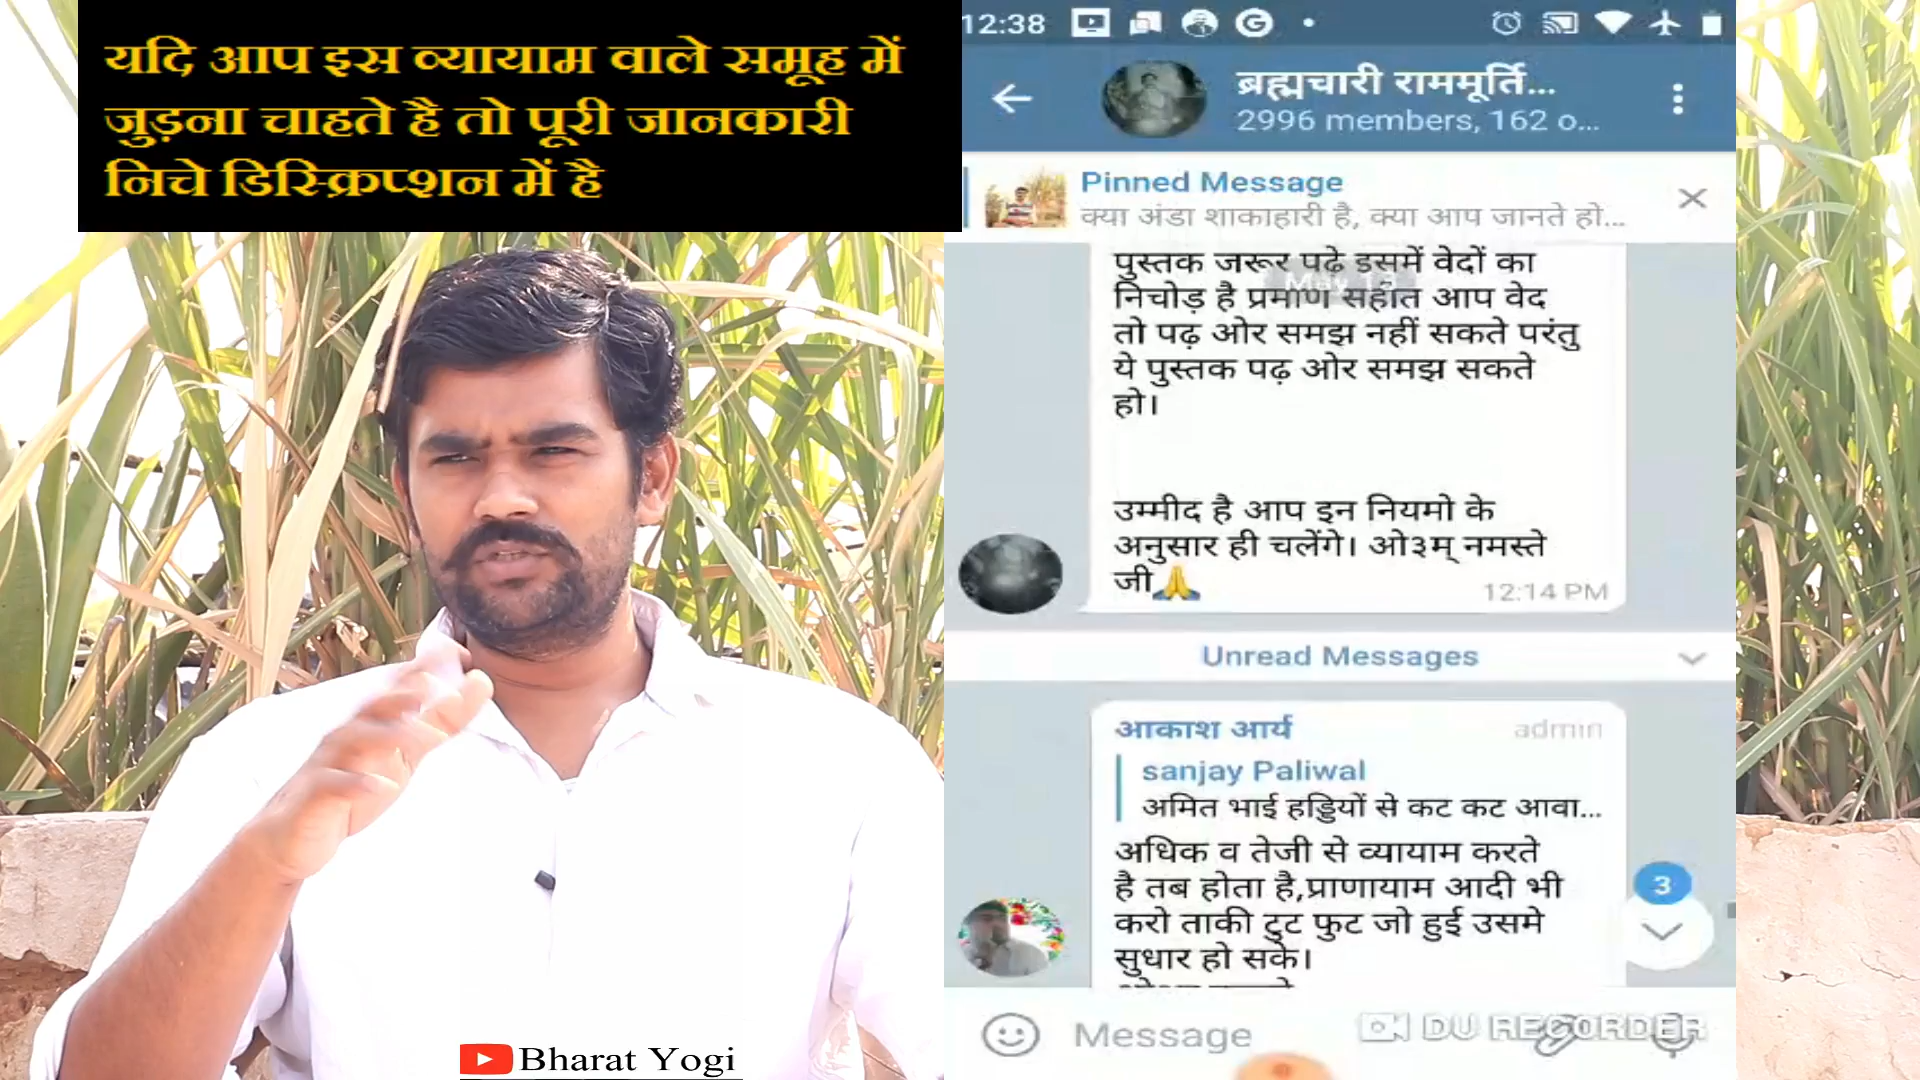 यदि आप इस व्यायाम वाले समूह में
जुड़ना चाहते है तो पूरी जानकारी
निचे डिस्क्रिप्शन में है
12:38
ब्रह्मचारी राममूर्ति...
2996 members, 162 o...
Pinned Message
क्या अंडा शाकाहारी है, क्या आप जानते हो...
पुस्तक जरूर पढ़े इसमें वेदों का
May 13
निचोड़ है प्रमाण सहीत आप वेद
तो पढ़ ओर समझ नहीं सकते परंतु
ये पुस्तक पढ़ ओर समझ सकते
हो।
उम्मीद है आप इन नियमो के
अनुसार ही चलेंगे। ओ३म् नमस्ते
जी🙏
12:14 PM
Unread Messages
आकाश आर्य
admin
sanjay Paliwal
अमित भाई हड्डियों से कट कट आवा...
अधिक व तेजी से व्यायाम करते
है तब होता है,प्राणायाम आदी भी
करो ताकी टुट फुट जो हुई उसमे
सुधार हो सके।
3
Message
DU RECORDER
Bharat Yogi